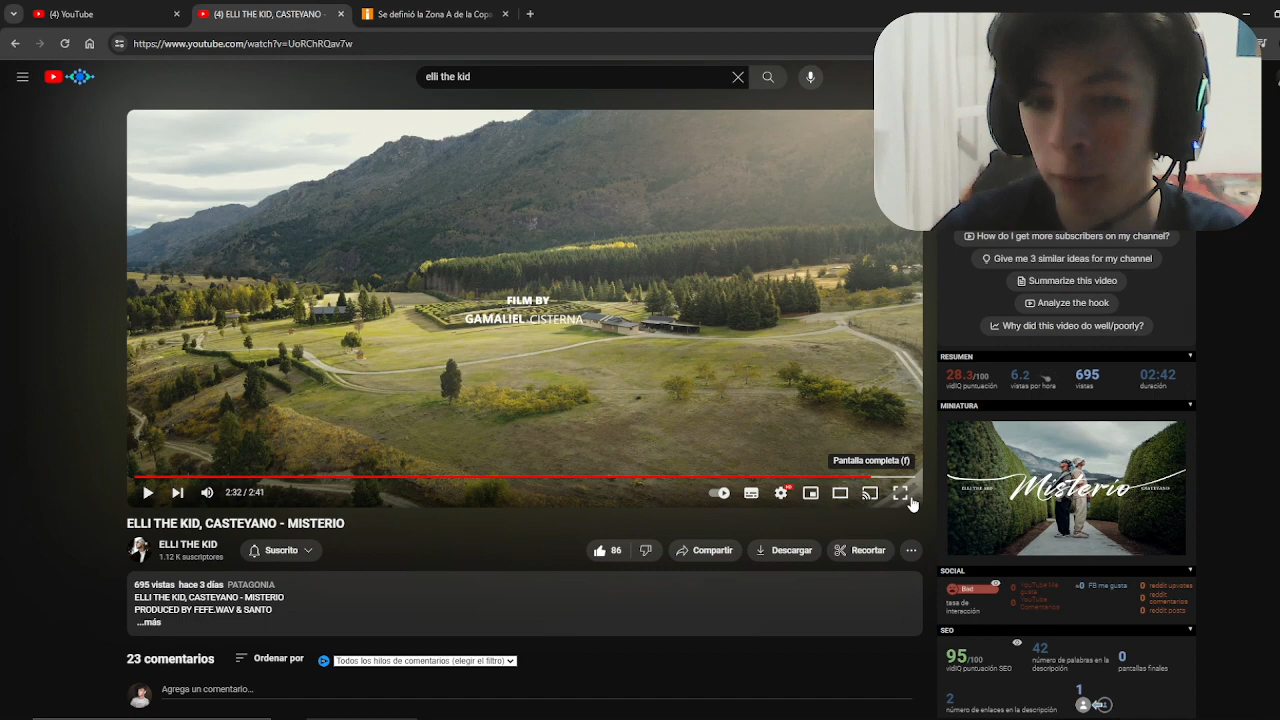 (4) YouTube
(4) ELLI THE KID, CASTEYANO -
Se definió la Zona A de la Copa
https://www.youtube.com/watch?v=UoRChRQav7w
elli the kid
How do I get more subscribers on my channel?
Give me 3 similar ideas for my channel
Summarize this video
Analyze the hook
Why did this video do well/poorly?
FILM BY
GAMALIEL CISTERNA
Pantalla completa (f)
2:32 / 2:41
HD
ELLI THE KID, CASTEYANO - MISTERIO
ELLI THE KID
1.12 K suscriptores
Suscrito
86
Compartir
Descargar
Recortar
695 vistas hace 3 días PATAGONIA
ELLI THE KID, CASTEYANO - MISTERIO
PRODUCED BY FEFE.WAV & SANTO
...más
23 comentarios
Ordenar por
Todos los hilos de comentarios (elegir el filtro)
Agrega un comentario...
RESUMEN
28.3/100
vidIQ puntuación
6.2
vistas por hora
695
vistas
02:42
duración
MINIATURA
ELLI THE KID
Misterio
CASTEYANO
SOCIAL
Bad
tasa de
interacción
0 YouTube Me
gusta
0 YouTube
Comentarios
FB me gusta
0 reddit upvotes
0 reddit
comentarios
0 reddit posts
SEO
95/100
vidIQ puntuación SEO
42
número de palabras en la
descripción
0
pantallas finales
2
número de enlaces en la descripción
1